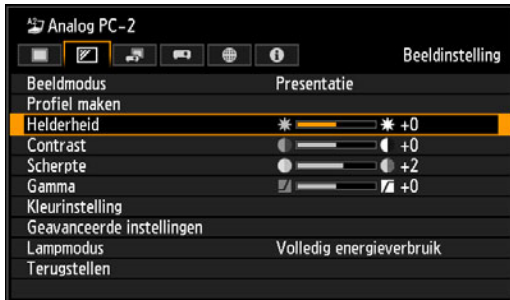 Analog PC-2
Beeldinstelling
Beeldmodus Presentatie
Profiel maken
Helderheid +0
Contrast +0
Scherpte +2
Gamma +0
Kleurinstelling
Geavanceerde instellingen
Lampmodus Volledig energieverbruik
Terugstellen